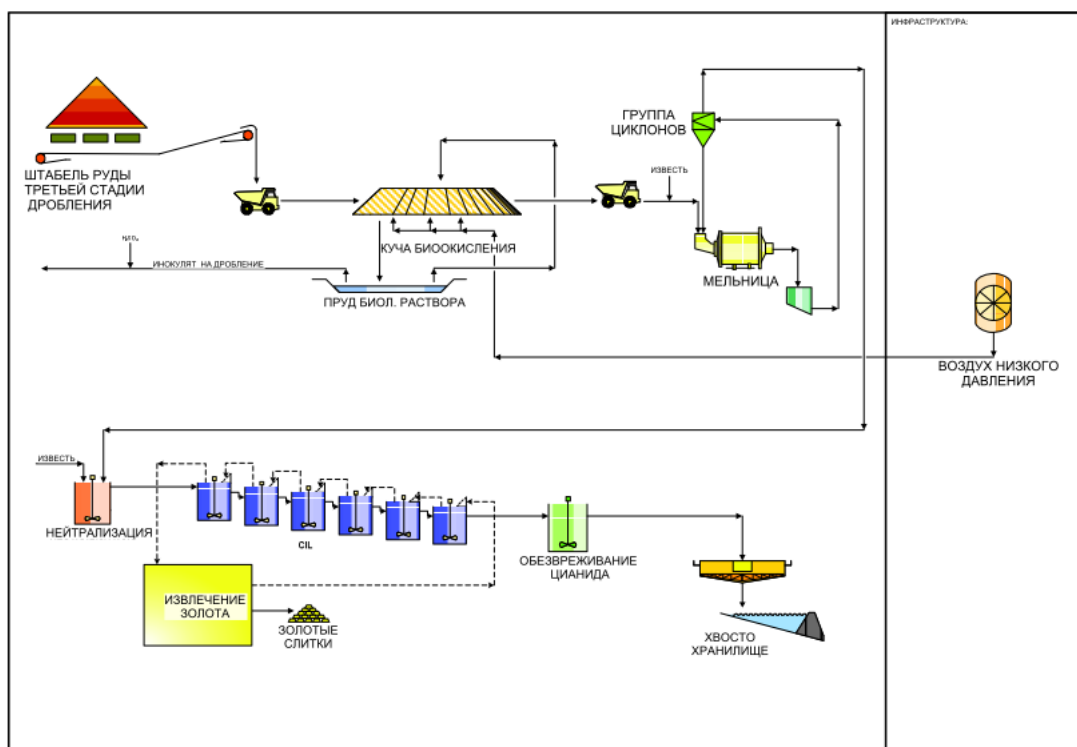 ИНФРАСТРУКТУРА:
ГРУППА
ЦИКЛОНОВ
ШТАБЕЛЬ РУДЫ
ТРЕТЬЕЙ СТАДИИ
ДРОБЛЕНИЯ
ИЗВЕСТЬ
КУЧА БИООКИСЛЕНИЯ
ИНОКУЛЯТ НА ДРОБЛЕНИЕ
ПРУД БИОЛ. РАСТВОРА
МЕЛЬНИЦА
ВОЗДУХ НИЗКОГО
ДАВЛЕНИЯ
ИЗВЕСТЬ
НЕЙТРАЛИЗАЦИЯ
CIL
ОБЕЗВРЕЖИВАНИЕ
ЦИАНИДА
ИЗВЛЕЧЕНИЕ
ЗОЛОТА
ЗОЛОТЫЕ
СЛИТКИ
ХВОСТО
ХРАНИЛИЩЕ